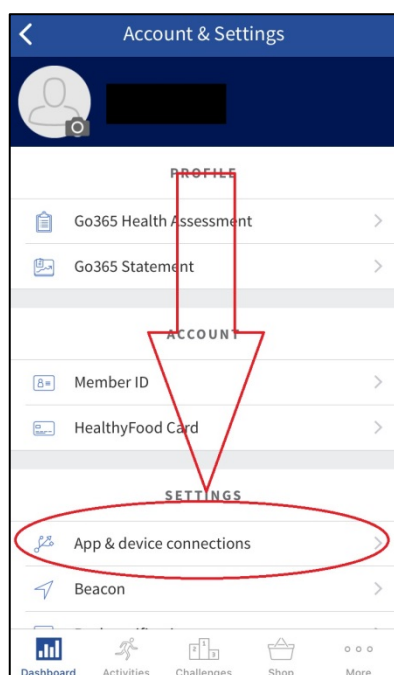 Account & Settings
PROFILE
Go365 Health Assessment
Go365 Statement
ACCOUNT
Member ID
HealthyFood Card
SETTINGS
App & device connections
Beacon
Dashboard Activities Challenges Shop More